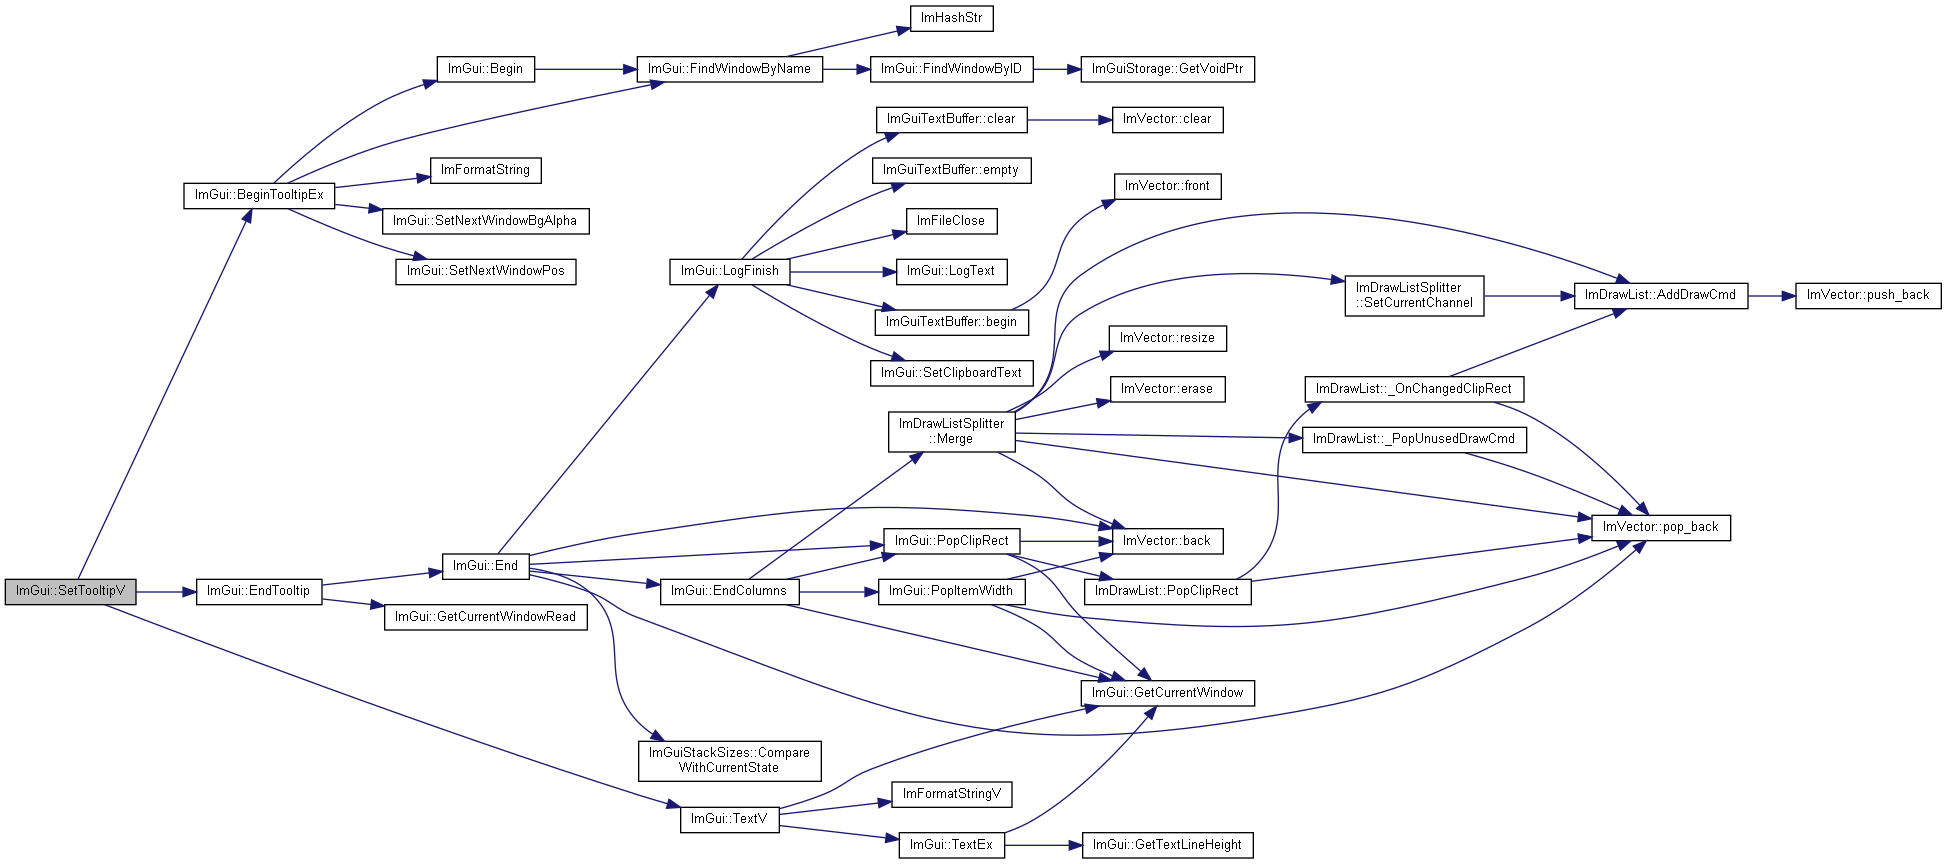 ImHashStr
ImGui::Begin
ImGui::FindWindowByName
ImGui::FindWindowByID
ImGuiStorage::GetVoidPtr
ImGuiTextBuffer::clear
ImVector::clear
ImFormatString
ImGuiTextBuffer::empty
ImVector::front
ImGui::BeginTooltipEx
ImGui::SetNextWindowBgAlpha
ImFileClose
ImGui::SetNextWindowPos
ImGui::LogFinish
ImGui::LogText
ImDrawListSplitter
::SetCurrentChannel
ImDrawList::AddDrawCmd
ImVector::push_back
ImGuiTextBuffer::begin
ImVector::resize
ImGui::SetClipboardText
ImVector::erase
ImDrawList::_OnChangedClipRect
ImDrawListSplitter
::Merge
ImDrawList::_PopUnusedDrawCmd
ImVector::pop_back
ImGui::PopClipRect
ImVector::back
ImGui::End
ImGui::SetTooltipV
ImGui::EndTooltip
ImGui::EndColumns
ImGui::PopItemWidth
ImDrawList::PopClipRect
ImGui::GetCurrentWindowRead
ImGui::GetCurrentWindow
ImGuiStackSizes::Compare
WithCurrentState
ImFormatStringV
ImGui::TextV
ImGui::TextEx
ImGui::GetTextLineHeight